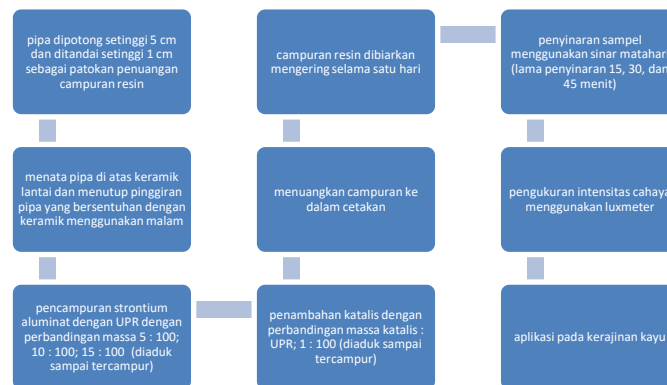 pipa dipotong setinggi 5 cm
dan ditandai setinggi 1 cm
sebagai patokan penuangan
campuran resin
menata pipa di atas keramik
lantai dan menutup pinggiran
pipa yang bersentuhan dengan
keramik menggunakan malam
pencampuran strontium
aluminat dengan UPR dengan
perbandingan massa 5 : 100;
10 : 100; 15 : 100 (diaduk
sampai tercampur)
penambahan katalis dengan
perbandingan massa katalis :
UPR; 1 : 100 (diaduk sampai
tercampur)
menuangkan campuran ke
dalam cetakan
campuran resin dibiarkan
mengering selama satu hari
penyinaran sampel
menggunakan sinar matahari
(lama penyinaran 15, 30, dan
45 menit)
pengukuran intensitas cahaya
menggunakan luxmeter
aplikasi pada kerajinan kayu